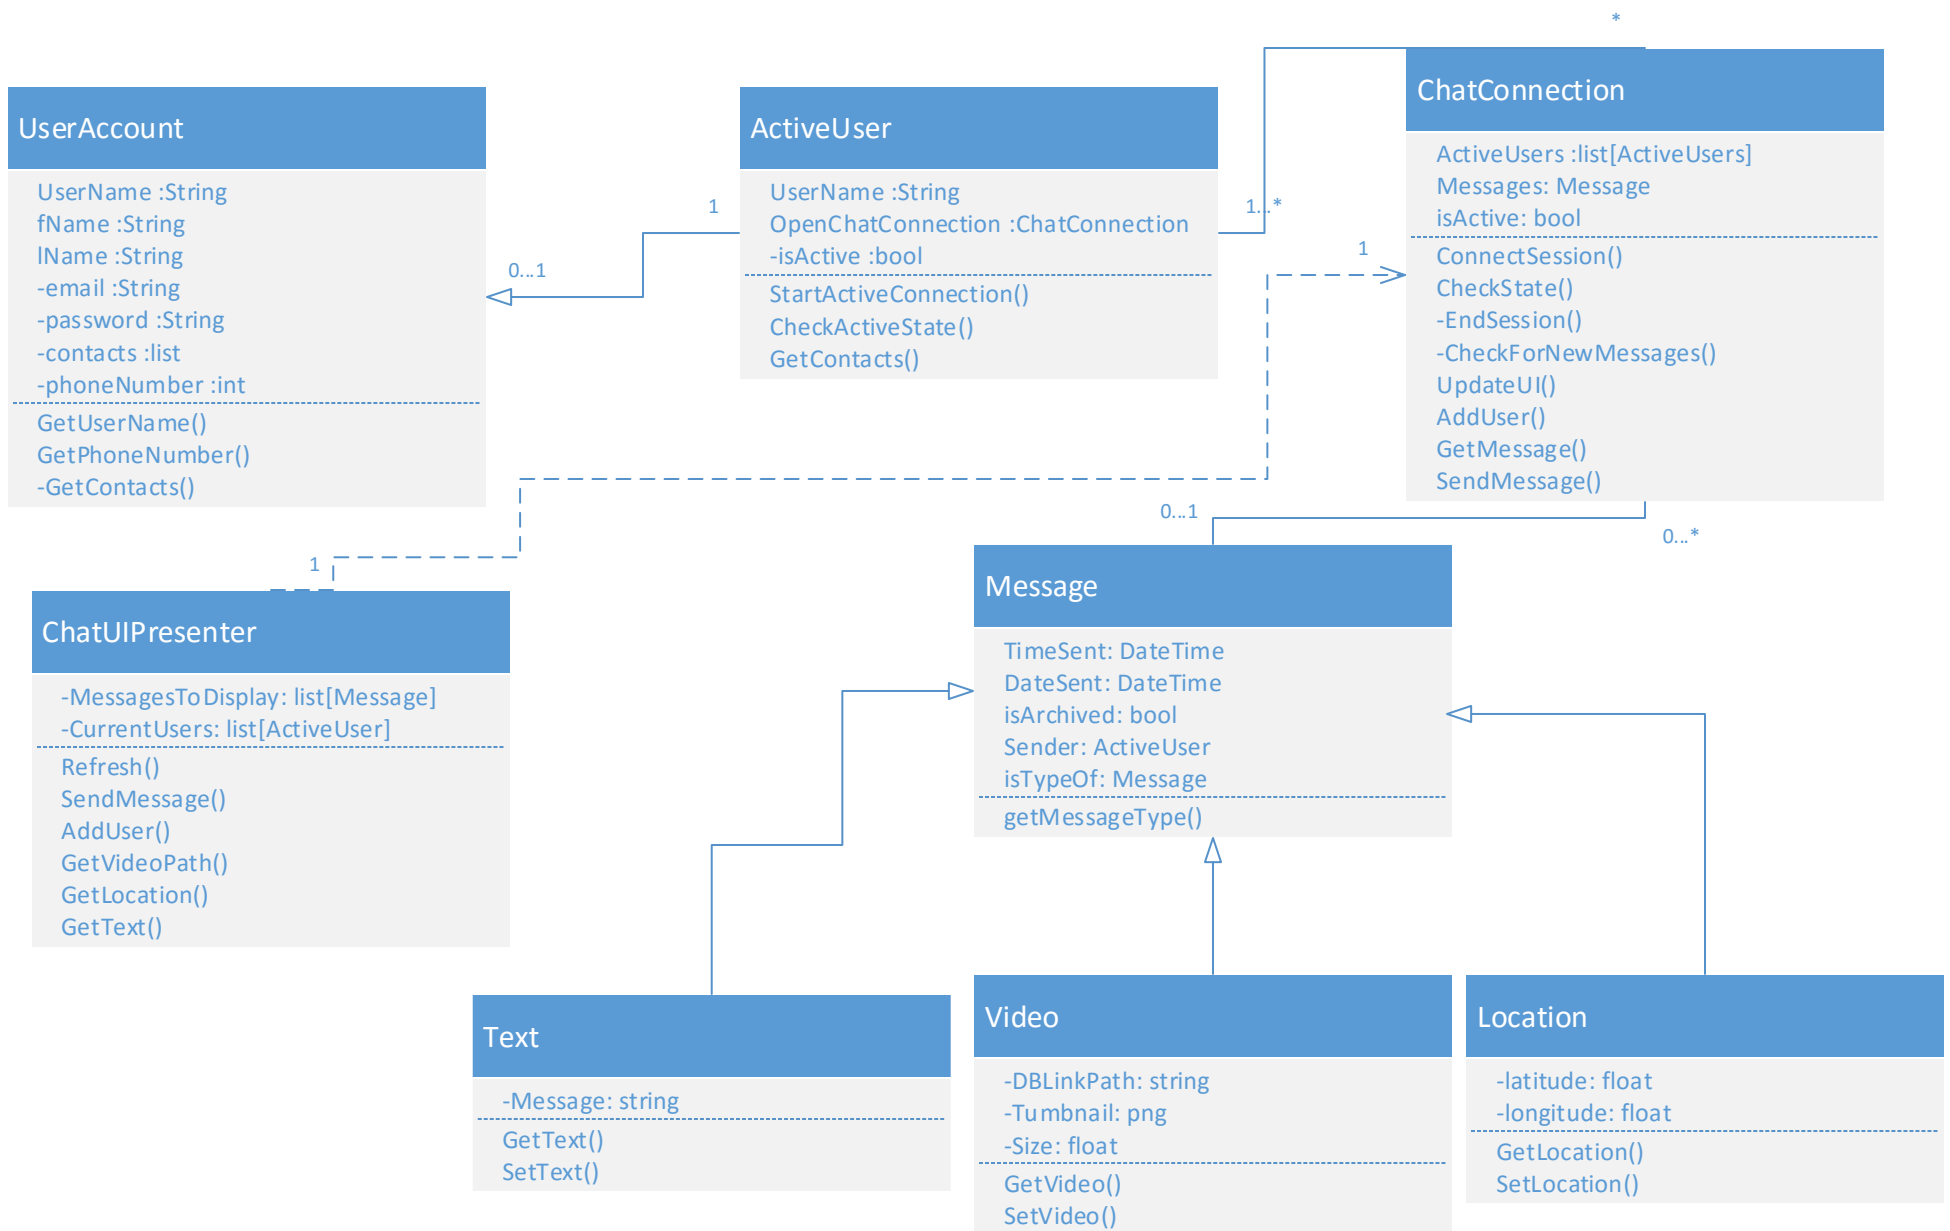 *
ChatConnection
ActiveUsers :list[ActiveUsers]
Messages: Message
isActive: bool
ConnectSession()
CheckState()
-EndSession()
-CheckForNewMessages()
UpdateUI()
AddUser()
GetMessage()
SendMessage()
UserAccount
UserName :String
fName :String
lName :String
-email :String
-password :String
-contacts :list
-phoneNumber :int
GetUserName()
GetPhoneNumber()
-GetContacts()
0...1
1
ActiveUser
UserName :String
OpenChatConnection :ChatConnection
-isActive :bool
StartActiveConnection()
CheckActiveState()
GetContacts()
1...*
1
0...1
0...*
1
ChatUIPresenter
-MessagesToDisplay: list[Message]
-CurrentUsers: list[ActiveUser]
Refresh()
SendMessage()
AddUser()
GetVideoPath()
GetLocation()
GetText()
Message
TimeSent: DateTime
DateSent: DateTime
isArchived: bool
Sender: ActiveUser
isTypeOf: Message
getMessageType()
Text
-Message: string
GetText()
SetText()
Video
-DBLinkPath: string
-Tumbnail: png
-Size: float
GetVideo()
SetVideo()
Location
-latitude: float
-longitude: float
GetLocation()
SetLocation()